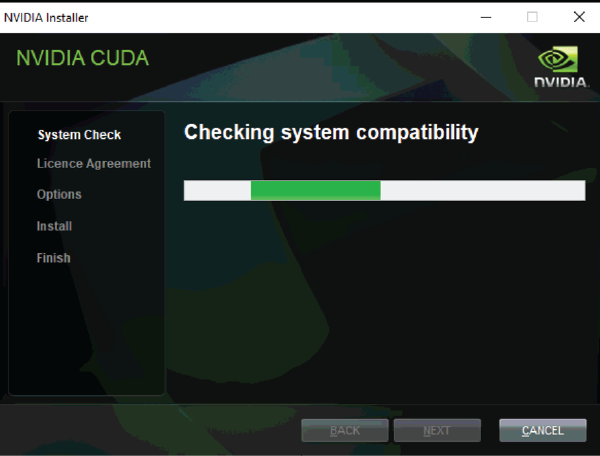 NVIDIA Installer
NVIDIA CUDA
NVIDIA.
System Check
Licence Agreement
Options
Install
Finish
Checking system compatibility
BACK
NEXT
CANCEL